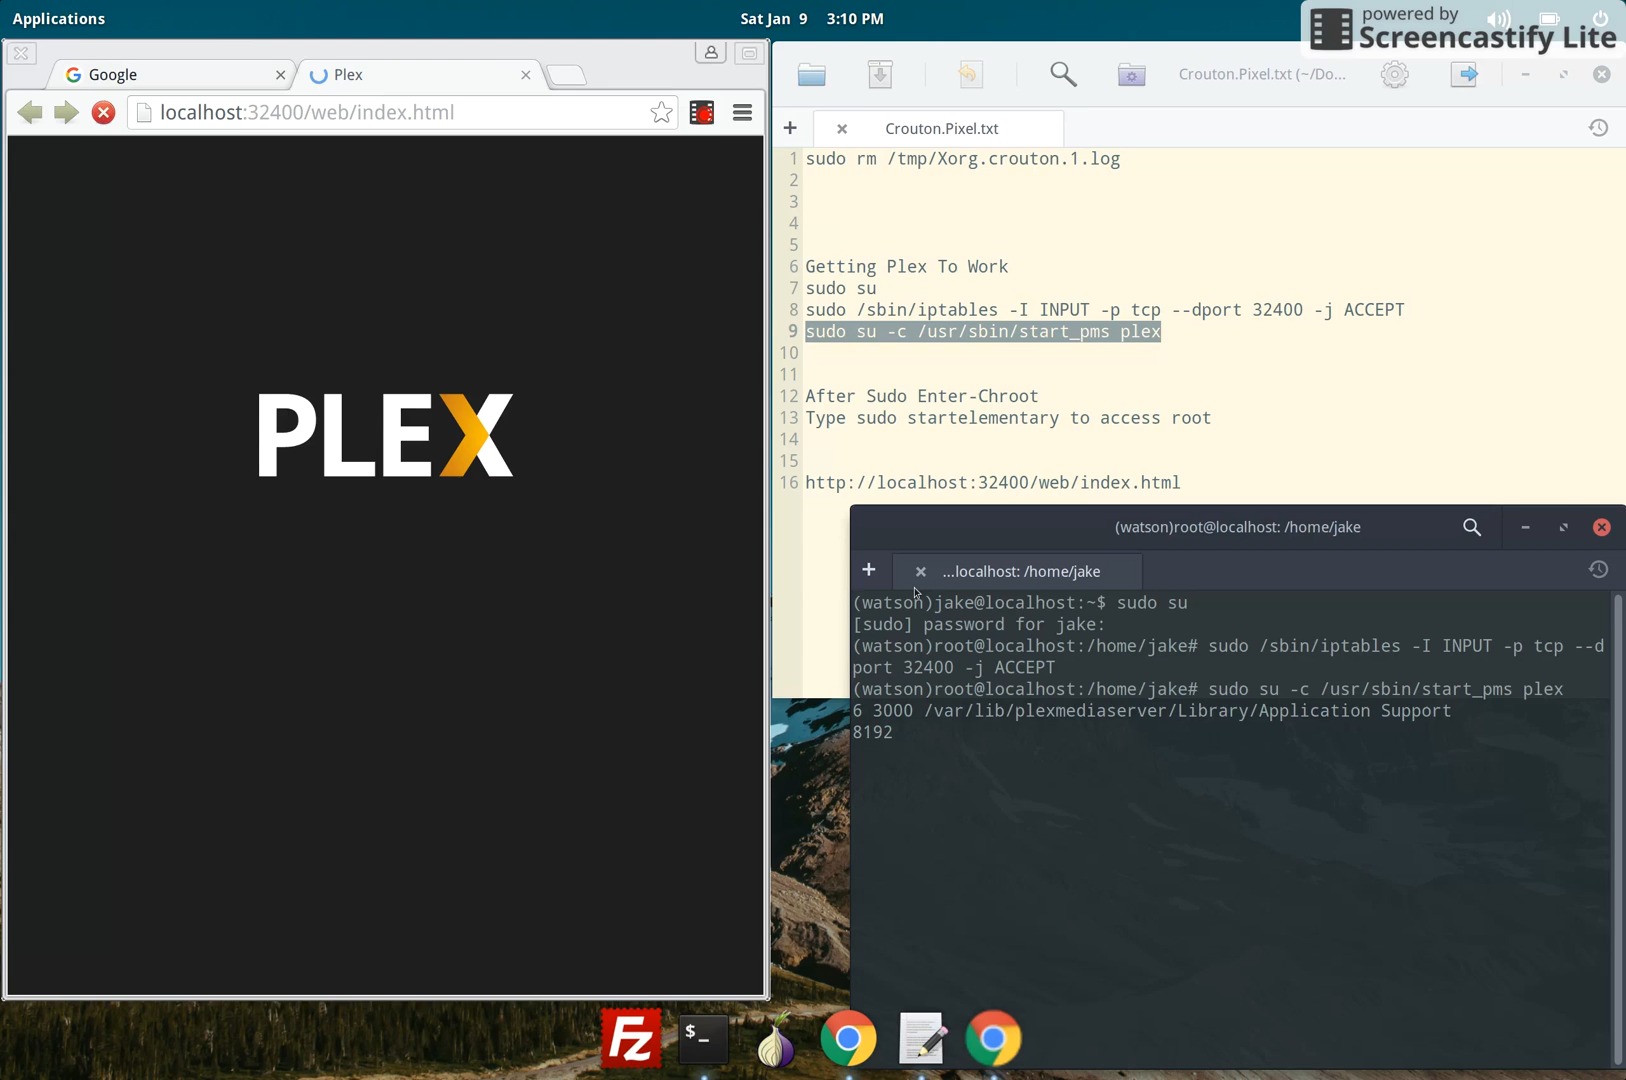 Applications
Sat Jan 9 3:10 PM
powered by
Screencastify Lite
Google
Plex
localhost:32400/web/index.html
PLEX
Crouton.Pixel.txt (~/Do...
Crouton.Pixel.txt
1 sudo rm /tmp/Xorg.crouton.1.log
2
3
4
5
6 Getting Plex To Work
7 sudo su
8 sudo /sbin/iptables -I INPUT -p tcp --dport 32400 -j ACCEPT
9 sudo su -c /usr/sbin/start_pms plex
10
11
12 After Sudo Enter-Chroot
13 Type sudo startelementary to access root
14
15
16 http://localhost:32400/web/index.html
(watson)root@localhost: /home/jake
...localhost: /home/jake
(watson)jake@localhost:~$ sudo su
[sudo] password for jake:
(watson)root@localhost:/home/jake# sudo /sbin/iptables -I INPUT -p tcp --d
port 32400 -j ACCEPT
(watson)root@localhost:/home/jake# sudo su -c /usr/sbin/start_pms plex
6 3000 /var/lib/plexmediaserver/Library/Application Support
8192
Fz
$ _